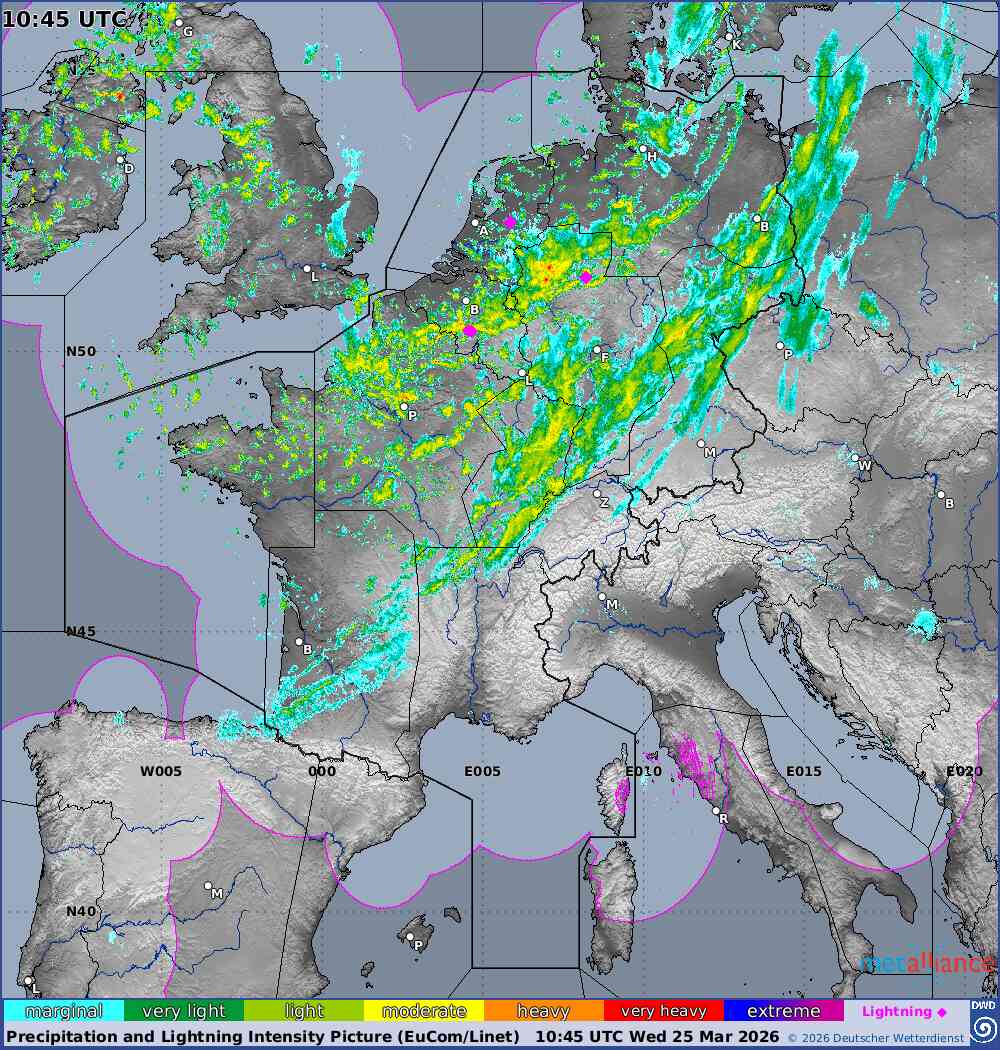 10:45 UTC
G
K
N55
D
H
A
B
L
B
N50
F
P
L
P
M
W
Z
B
M
N45
B
W005
000
E005
E010
E015
E020
R
M
N40
P
L
metalliance
marginal
very light
light
moderate
heavy
very heavy
extreme
Lightning ◆
DWD
Precipitation and Lightning Intensity Picture (EuCom/Linet) 10:45 UTC Wed 25 Mar 2026 © 2026 Deutscher Wetterdienst